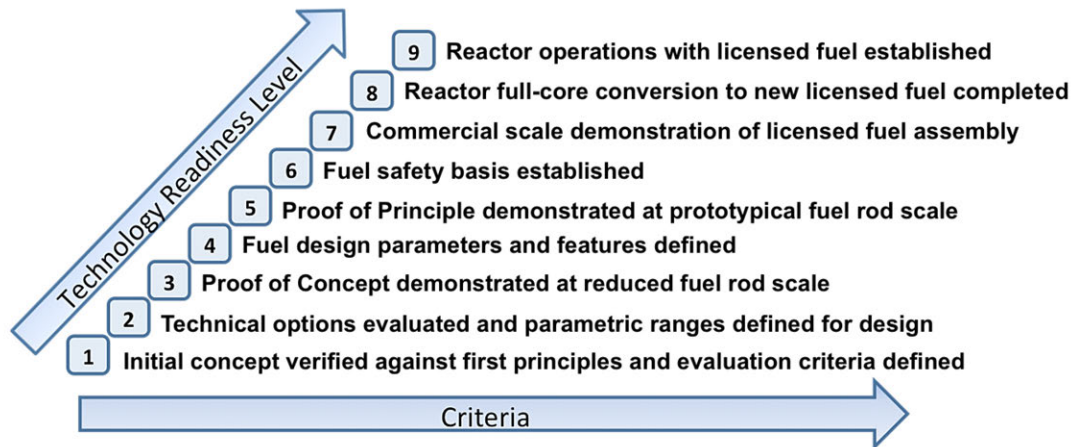 Technology Readiness Level
9 Reactor operations with licensed fuel established
8 Reactor full-core conversion to new licensed fuel completed
7 Commercial scale demonstration of licensed fuel assembly
6 Fuel safety basis established
5 Proof of Principle demonstrated at prototypical fuel rod scale
4 Fuel design parameters and features defined
3 Proof of Concept demonstrated at reduced fuel rod scale
2 Technical options evaluated and parametric ranges defined for design
1 Initial concept verified against first principles and evaluation criteria defined
Criteria